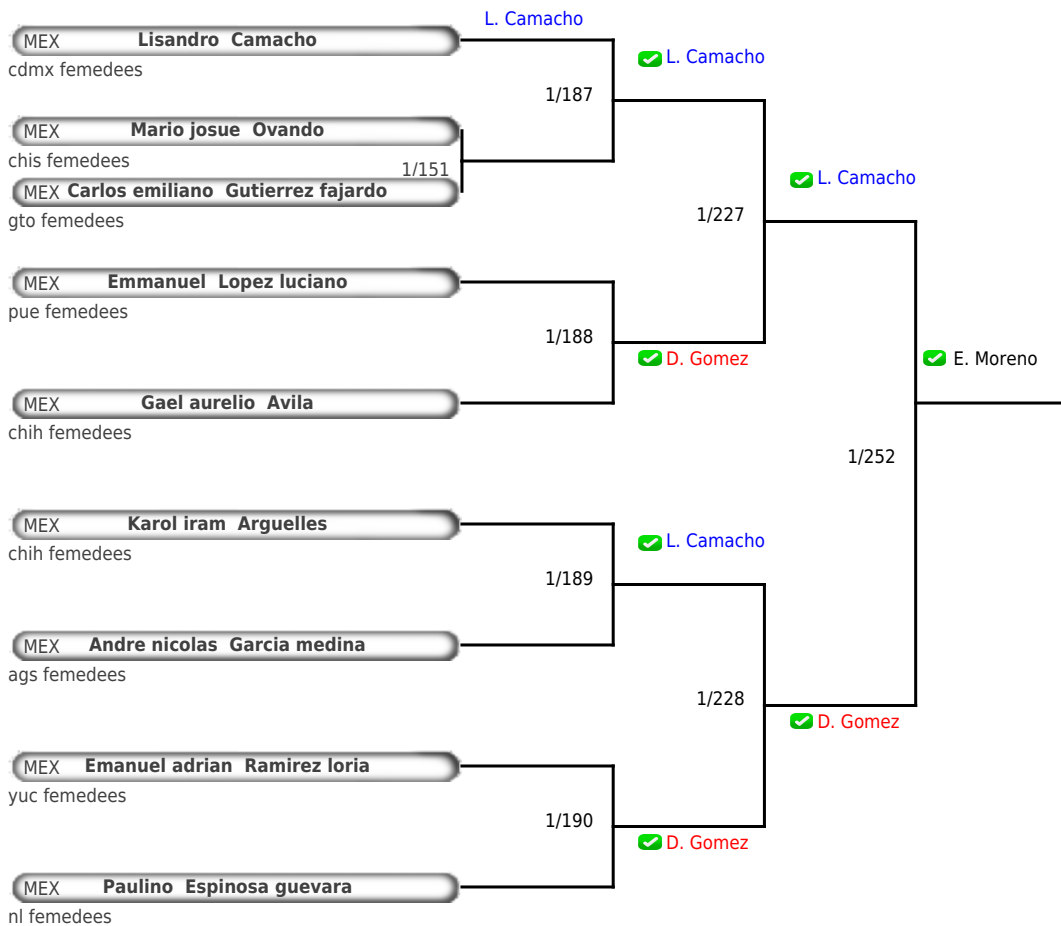 L. Camacho
MEX Lisandro Camacho
cdmx femedees
L. Camacho
1/187
MEX Mario josue Ovando
chis femedees
1/151
MEX Carlos emiliano Gutierrez fajardo
gto femedees
L. Camacho
1/227
MEX Emmanuel Lopez luciano
pue femedees
1/188
D. Gomez
E. Moreno
MEX Gael aurelio Avila
chih femedees
1/252
MEX Karol iram Arguelles
chih femedees
L. Camacho
1/189
MEX Andre nicolas Garcia medina
ags femedees
1/228
D. Gomez
MEX Emanuel adrian Ramirez loria
yuc femedees
1/190
D. Gomez
MEX Paulino Espinosa guevara
nl femedees